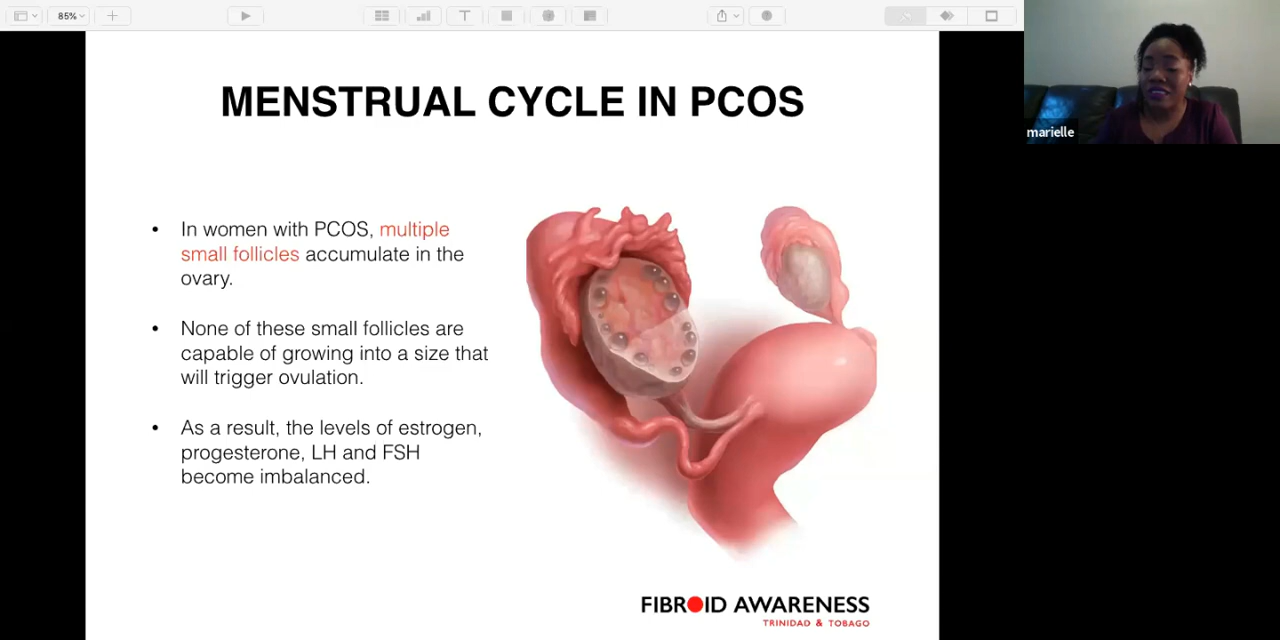 85%
MENSTRUAL CYCLE IN PCOS
marielle
• In women with PCOS, multiple
small follicles accumulate in the
ovary.
• None of these small follicles are
capable of growing into a size that
will trigger ovulation.
• As a result, the levels of estrogen,
progesterone, LH and FSH
become imbalanced.
FIBROID AWARENESS
TRINIDAD & TOBAGO